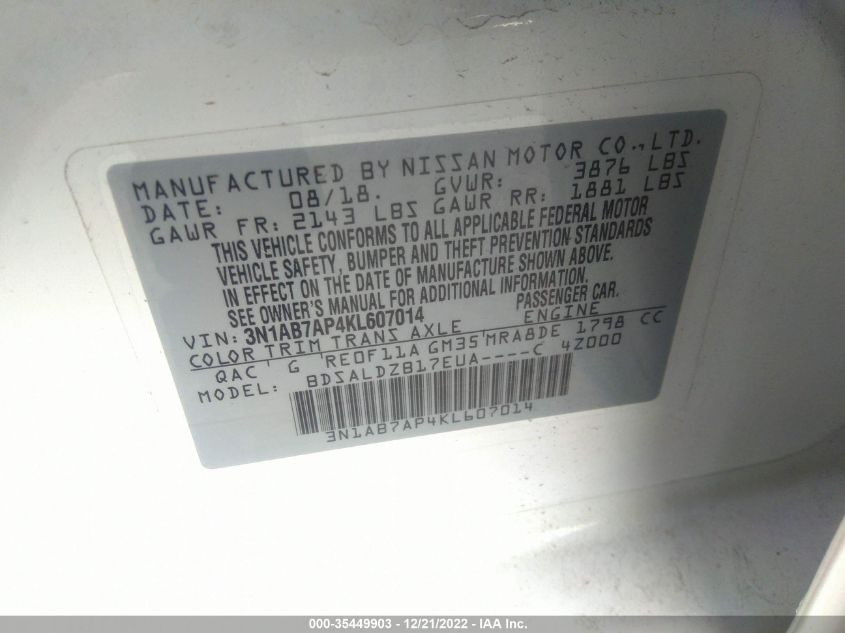 MANUFACTURED BY NISSAN MOTOR CO., LTD.
DATE: 08/18. GVWR: 3876 LBS
GAWR FR: 2143 LBS GAWR RR: 1881 LBS
THIS VEHICLE CONFORMS TO ALL APPLICABLE FEDERAL MOTOR
VEHICLE SAFETY, BUMPER AND THEFT PREVENTION STANDARDS
IN EFFECT ON THE DATE OF MANUFACTURE SHOWN ABOVE.
SEE OWNER'S MANUAL FOR ADDITIONAL INFORMATION.
VIN: 3N1AB7AP4KL607014 PASSENGER CAR.
COLOR TRIM TRANS AXLE ENGINE
QAC G RE0F11A GM35 MRA8DE 1798 CC
MODEL: BDSALDZB17EUA----C 4Z000
3N1AB7AP4KL607014
000-35449903 - 12/21/2022 - IAA Inc.